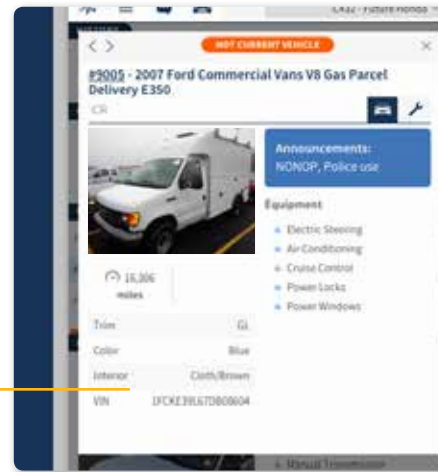 NOT CURRENT VEHICLE
#9005 - 2007 Ford Commercial Vans V8 Gas Parcel
Delivery E350
CR
Announcements:
NONOP, Police use
Equipment
Electric Steering
Air Conditioning
Cruise Control
Power Locks
Power Windows
miles
Trim GL
Color Blue
Interior Cloth/Brown
VIN
Manual Transmission